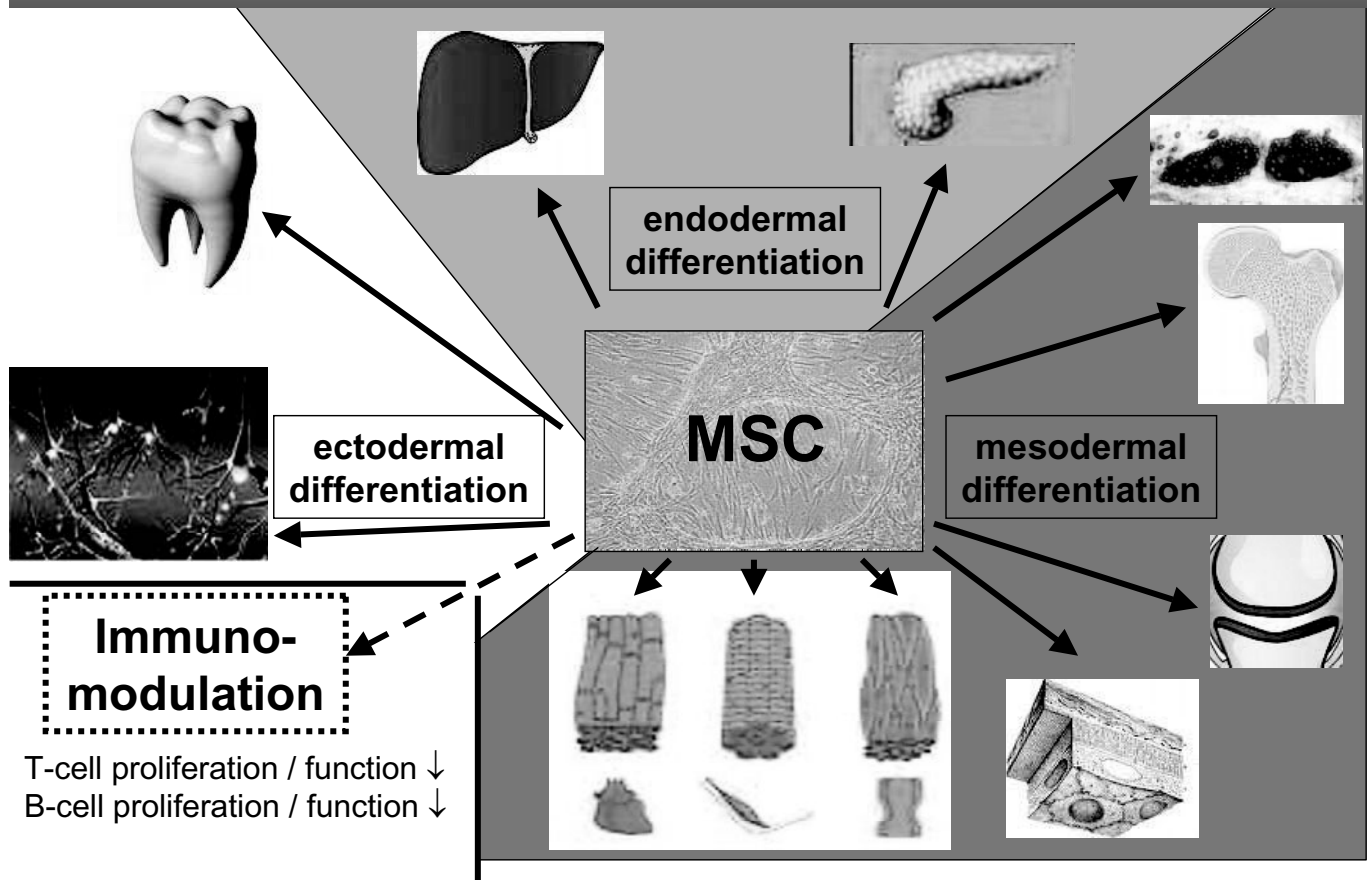 endodermal
differentiation
MSC
ectodermal
differentiation
mesodermal
differentiation
Immuno-
modulation
T-cell proliferation / function ↓
B-cell proliferation / function ↓